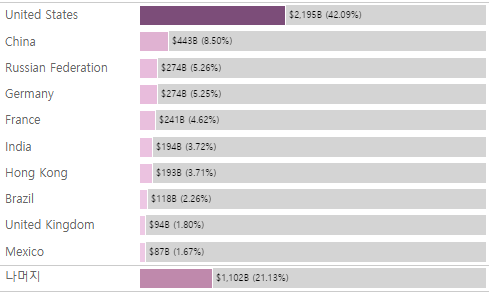 United States $2,195B (42.09%)
China $443B (8.50%)
Russian Federation $274B (5.26%)
Germany $274B (5.25%)
France $241B (4.62%)
India $194B (3.72%)
Hong Kong $193B (3.71%)
Brazil $118B (2.26%)
United Kingdom $94B (1.80%)
Mexico $87B (1.67%)
나머지 $1,102B (21.13%)